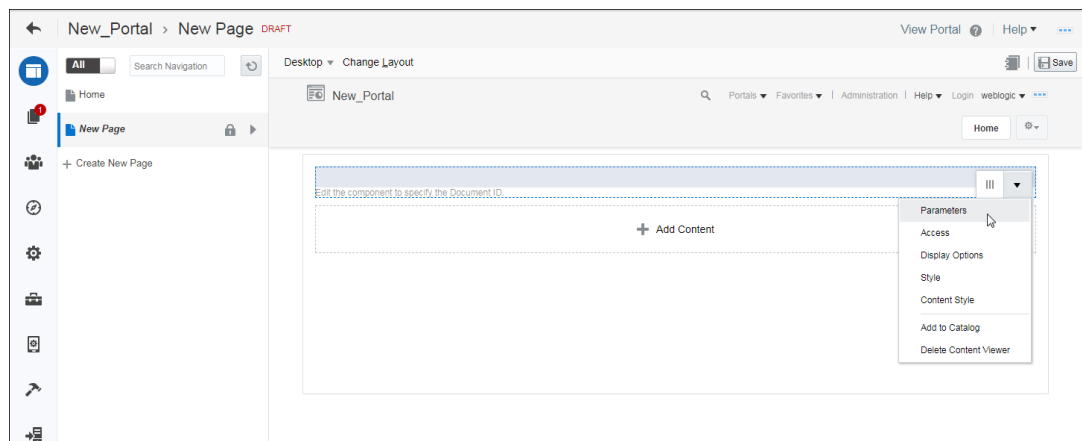 New_Portal > New Page DRAFT View Portal Help
All Search Navigation Desktop Change Layout Save
Home New_Portal Portals Favorites Administration Help Login weblogic
1
New Page Home
Create New Page
Edit the component to specify the Document ID.
Add Content
Parameters
Access
Display Options
Style
Content Style
Add to Catalog
Delete Content Viewer